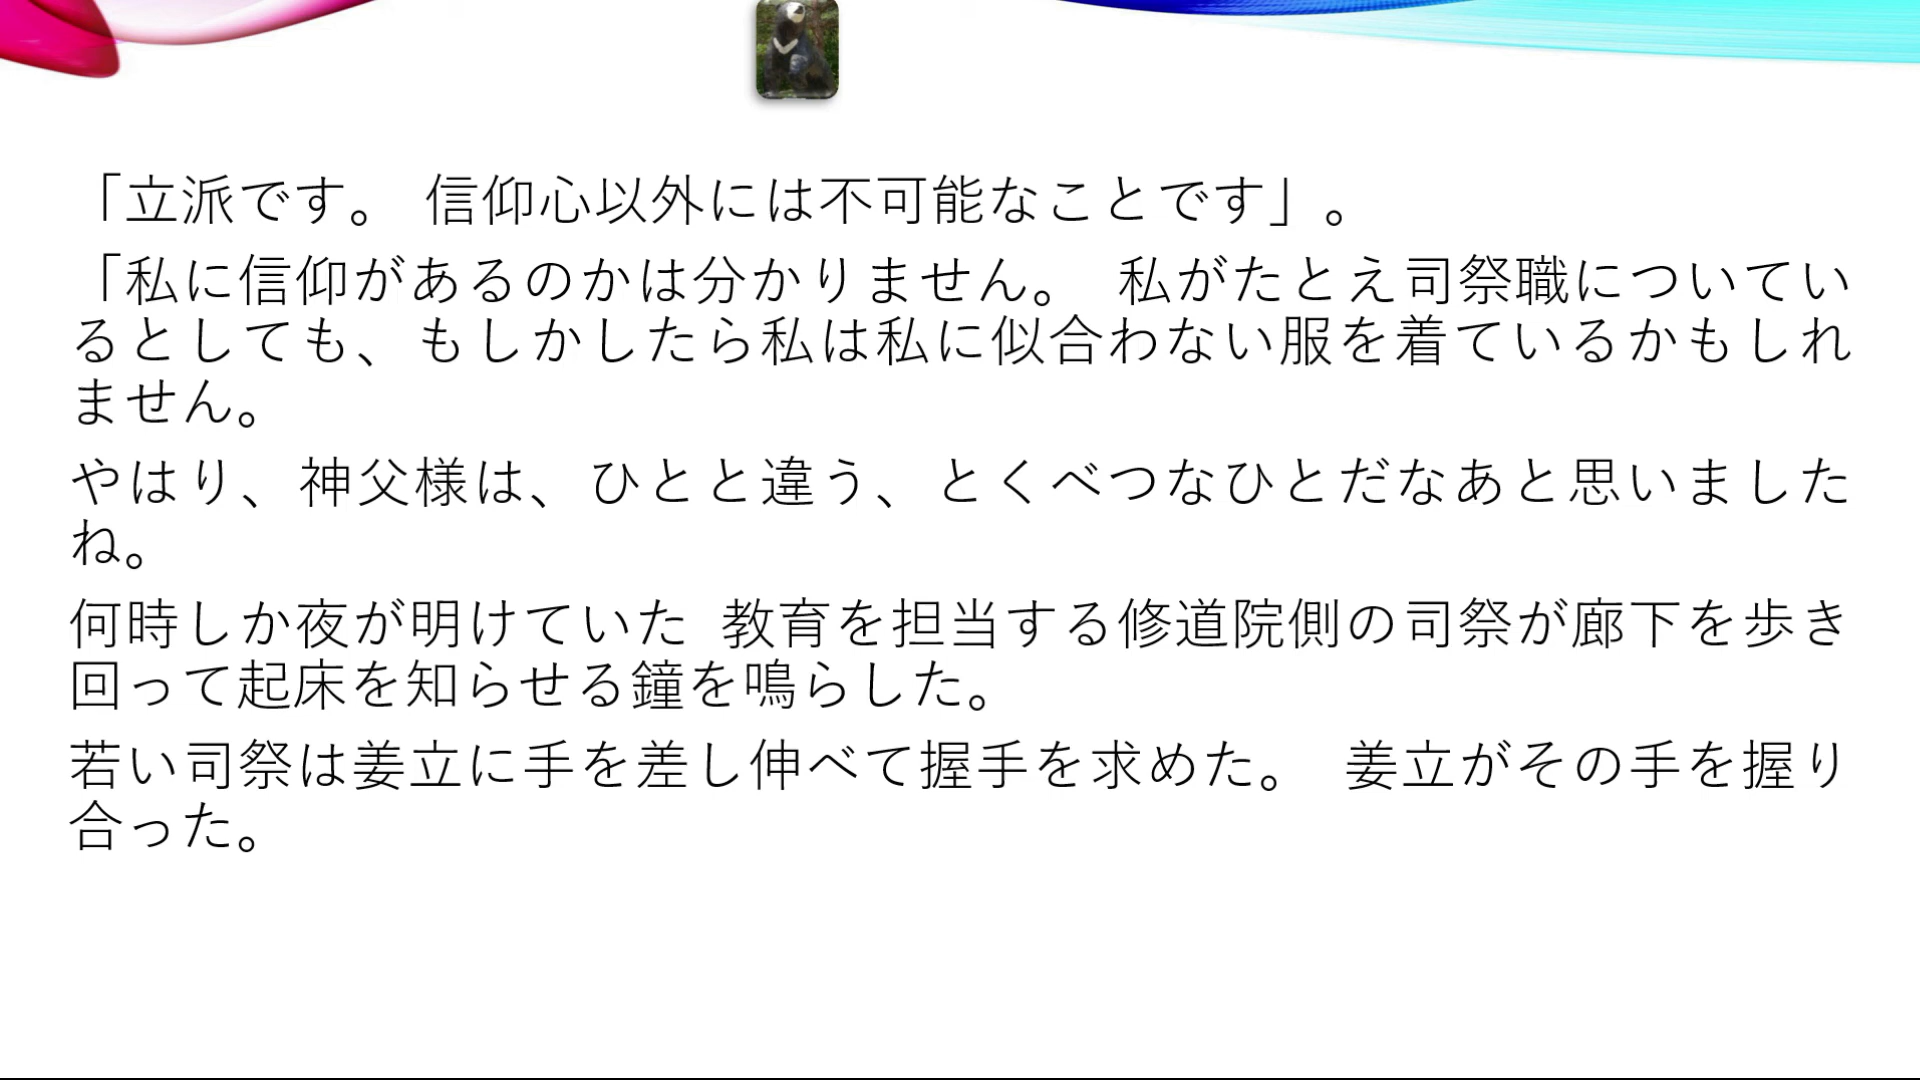 「立派です。 信仰心以外には不可能なことです」。
「私に信仰があるのかは分かりません。 私がたとえ司祭職についてい
るとしても、もしかしたら私は私に似合わない服を着ているかもしれ
ません。
やはり、神父様は、ひとと違う、とくべつなひとだなあと思いました
ね。
何時しか夜が明けていた 教育を担当する修道院側の司祭が廊下を歩き
回って起床を知らせる鐘を鳴らした。
若い司祭は姜立に手を差し伸べて握手を求めた。 姜立がその手を握り
合った。